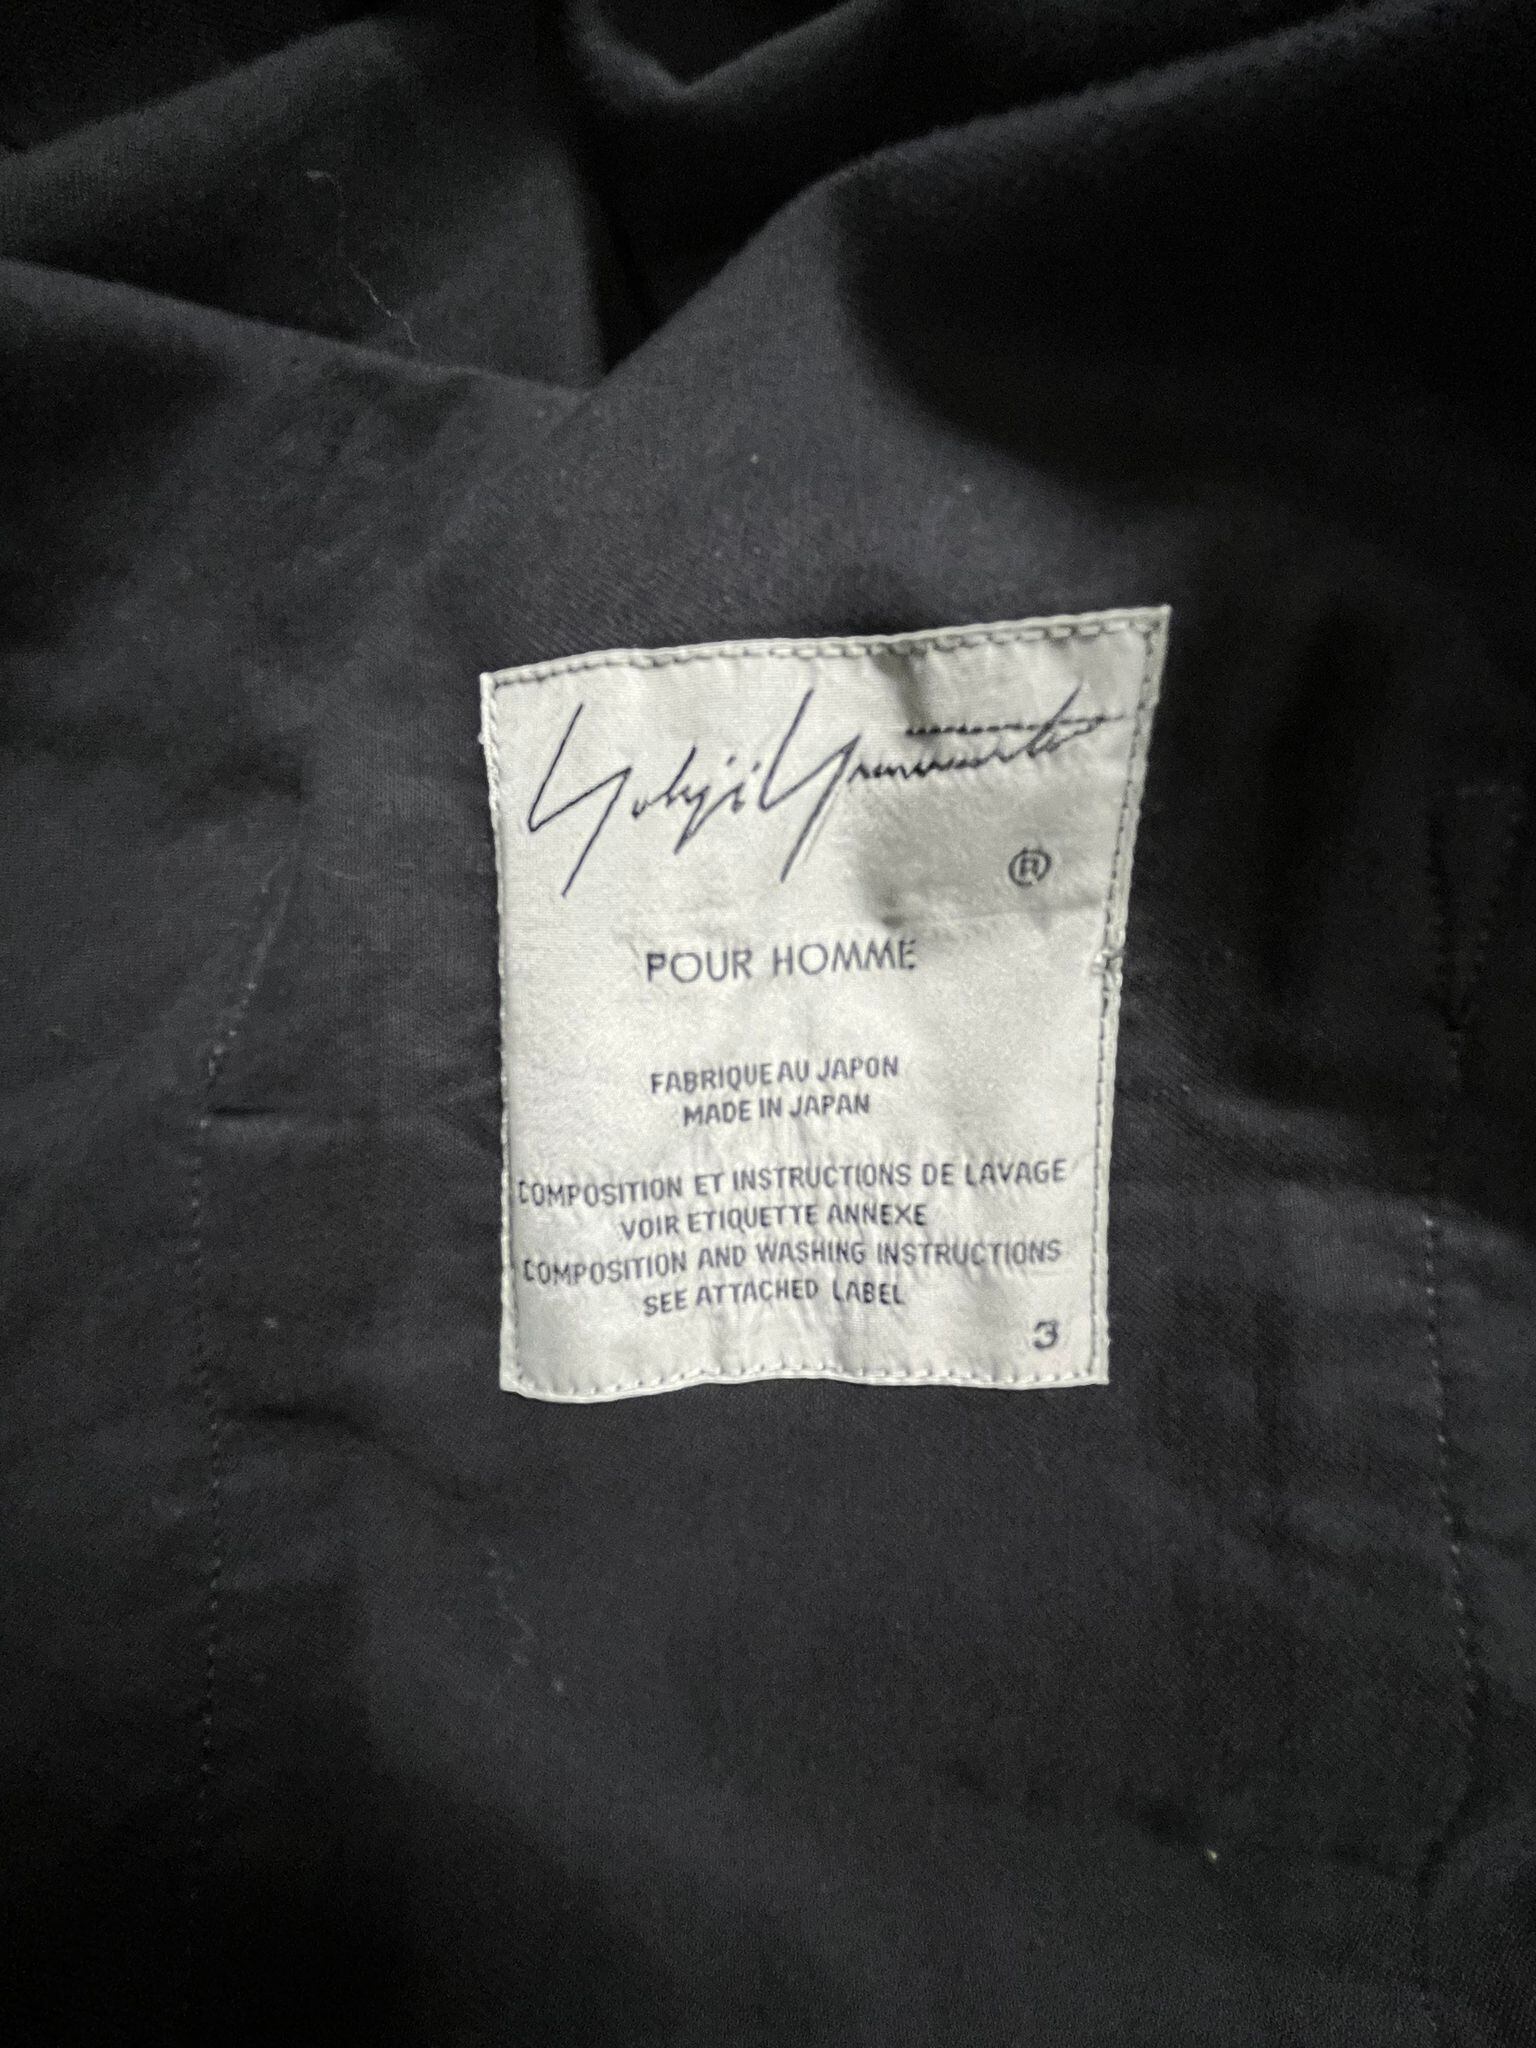 Yohji Yamamoto
®
POUR HOMME
FABRIQUE AU JAPON
MADE IN JAPAN
COMPOSITION ET INSTRUCTIONS DE LAVAGE
VOIR ETIQUETTE ANNEXE
COMPOSITION AND WASHING INSTRUCTIONS
SEE ATTACHED LABEL
3